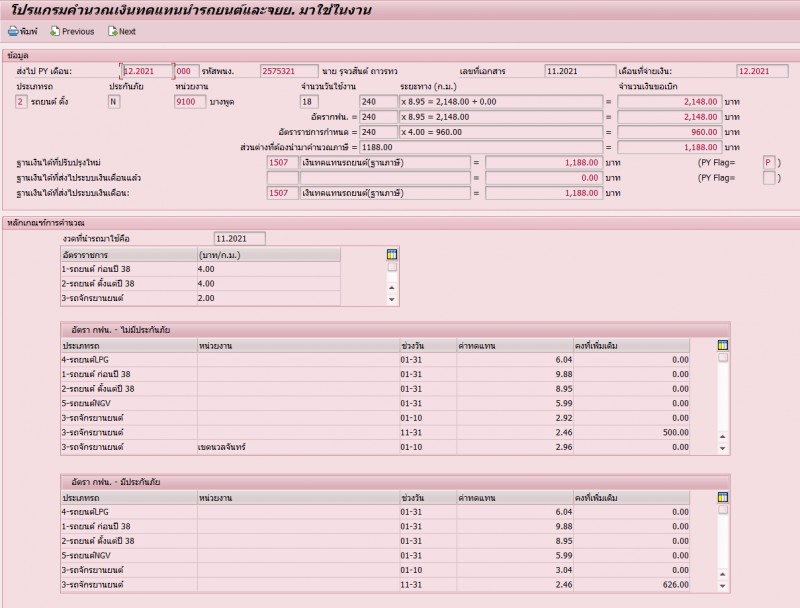 โปรแกรมคำนวณเงินทดแทนนำรถยนต์และจยย. มาใช้ในงาน
พิมพ์ Previous Next
ข้อมูล
ส่งไป PY เดือน: 12.2021 000 รหัสพนง. 2575321 นาย รุจวสันต์ ถาวรทว เลขที่เอกสาร 11.2021 เดือนที่จ่ายเงิน: 12.2021
ประเภทรถ ประกันภัย หน่วยงาน จำนวนวันใช้งาน ระยะทาง (ก.ม.) จำนวนเงินขอเบิก
2 รถยนต์ ตั้ง N 9100 บางพูด 18 240 x 8.95 = 2,148.00 + 0.00 = 2,148.00 บาท
อัตรากฟน. = 240 x 8.95 = 2,148.00 = 2,148.00 บาท
อัตราราชการกำหนด = 240 x 4.00 = 960.00 = 960.00 บาท
ส่วนต่างที่ต้องนำมาคำนวณภาษี = 1188.00 = 1,188.00 บาท
ฐานเงินได้ที่ปรับปรุงใหม่ 1507 เงินทดแทนรถยนต์(ฐานภาษี) = 1,188.00 บาท (PY Flag= P )
ฐานเงินได้ที่ส่งไประบบเงินเดือนแล้ว = 0.00 บาท (PY Flag= )
ฐานเงินได้ที่ส่งไประบบเงินเดือน: 1507 เงินทดแทนรถยนต์(ฐานภาษี) = 1,188.00 บาท
หลักเกณฑ์การคำนวณ
งวดที่นำรถมาใช้คือ 11.2021
อัตราราชการ (บาท/ก.ม.)
1-รถยนต์ ก่อนปี 38 4.00
2-รถยนต์ ตั้งแต่ปี 38 4.00
3-รถจักรยานยนต์ 2.00
อัตรา กฟน. - ไม่มีประกันภัย
ประเภทรถ หน่วยงาน ช่วงวัน ค่าทดแทน คงที่เพิ่มเติม
4-รถยนต์LPG 01-31 6.04 0.00
1-รถยนต์ ก่อนปี 38 01-31 9.88 0.00
2-รถยนต์ ตั้งแต่ปี 38 01-31 8.95 0.00
5-รถยนต์NGV 01-31 5.99 0.00
3-รถจักรยานยนต์ 01-10 2.92 0.00
3-รถจักรยานยนต์ 11-31 2.46 500.00
3-รถจักรยานยนต์ เขตนวลจันทร์ 01-10 2.96 0.00
อัตรา กฟน. - มีประกันภัย
ประเภทรถ หน่วยงาน ช่วงวัน ค่าทดแทน คงที่เพิ่มเติม
4-รถยนต์LPG 01-31 6.04 0.00
1-รถยนต์ ก่อนปี 38 01-31 9.88 0.00
2-รถยนต์ ตั้งแต่ปี 38 01-31 8.95 0.00
5-รถยนต์NGV 01-31 5.99 0.00
3-รถจักรยานยนต์ 01-10 3.04 0.00
3-รถจักรยานยนต์ 11-31 2.46 626.00